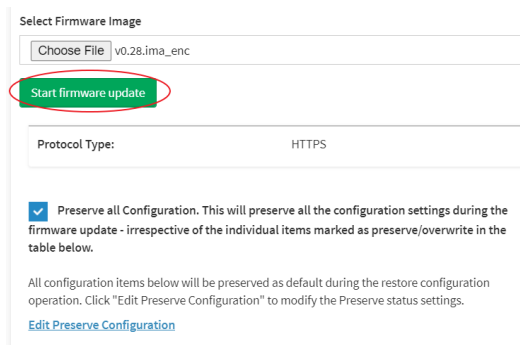 Select Firmware Image
Choose File v0.28.ima_enc
Start firmware update
Protocol Type: HTTPS
Preserve all Configuration. This will preserve all the configuration settings during the
firmware update - irrespective of the individual items marked as preserve/overwrite in the
table below.
All configuration items below will be preserved as default during the restore configuration
operation. Click "Edit Preserve Configuration" to modify the Preserve status settings.
Edit Preserve Configuration